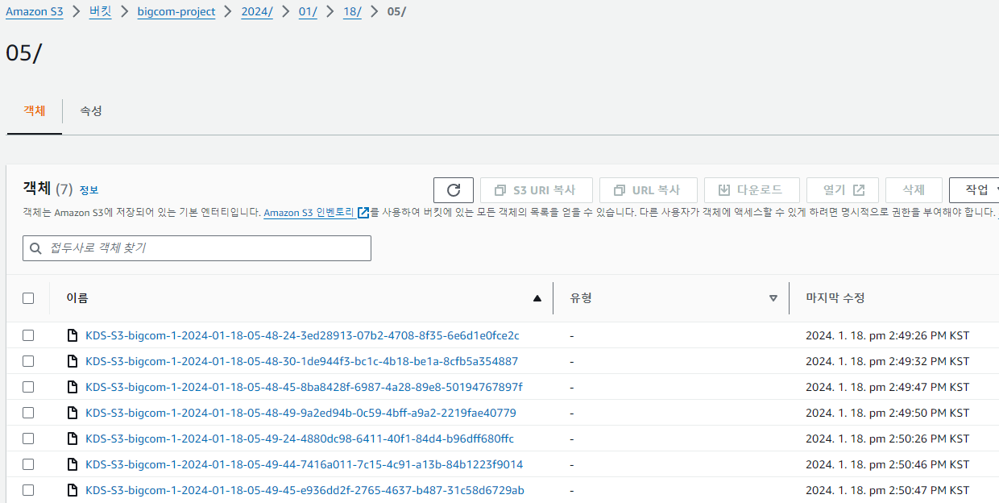 Amazon S3 > 버킷 > bigcom-project > 2024/ > 01/ > 18/ > 05/
05/
객체 속성
객체 (7) 정보 S3 URI 복사 URL 복사 다운로드 열기 삭제 작업
객체는 Amazon S3에 저장되어 있는 기본 엔터티입니다. Amazon S3 인벤토리를 사용하여 버킷에 있는 모든 객체의 목록을 얻을 수 있습니다. 다른 사용자가 객체에 액세스할 수 있게 하려면 명시적으로 권한을 부여해야 합니다.
접두사로 객체 찾기
이름 유형 마지막 수정
KDS-S3-bigcom-1-2024-01-18-05-48-24-3ed28913-07b2-4708-8f35-6e6d1e0fce2c - 2024. 1. 18. pm 2:49:26 PM KST
KDS-S3-bigcom-1-2024-01-18-05-48-30-1de944f3-bc1c-4b18-be1a-8cfb5a354887 - 2024. 1. 18. pm 2:49:32 PM KST
KDS-S3-bigcom-1-2024-01-18-05-48-45-8ba8428f-6987-4a28-89e8-50194767897f - 2024. 1. 18. pm 2:49:47 PM KST
KDS-S3-bigcom-1-2024-01-18-05-48-49-9a2ed94b-0c59-4bff-a9a2-2219fae40779 - 2024. 1. 18. pm 2:49:50 PM KST
KDS-S3-bigcom-1-2024-01-18-05-49-24-4880dc98-6411-40f1-84d4-b96dff680ffc - 2024. 1. 18. pm 2:50:26 PM KST
KDS-S3-bigcom-1-2024-01-18-05-49-44-7416a011-7c15-4c91-a13b-84b1223f9014 - 2024. 1. 18. pm 2:50:46 PM KST
KDS-S3-bigcom-1-2024-01-18-05-49-45-e936dd2f-2765-4637-b487-31c58d6729ab - 2024. 1. 18. pm 2:50:47 PM KST